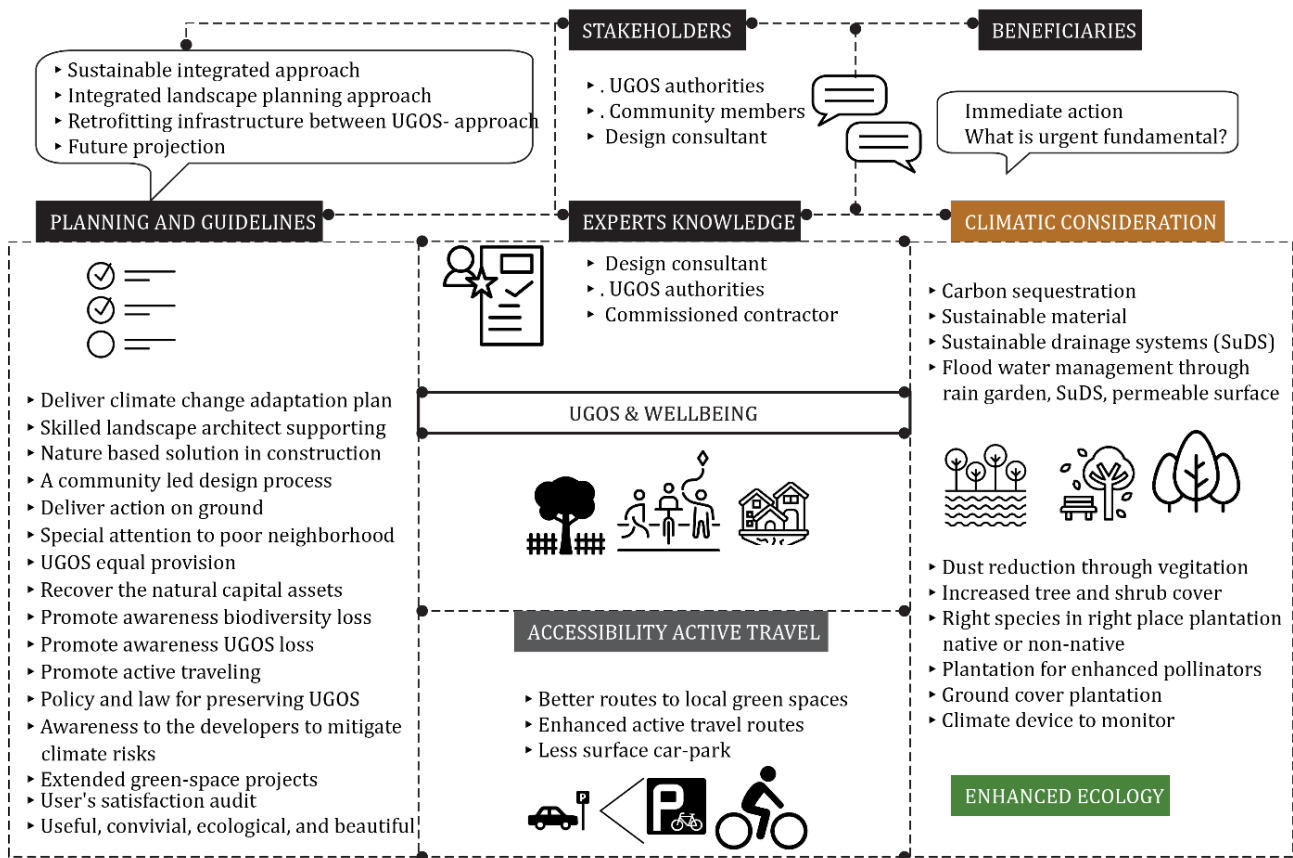 STAKEHOLDERS
BENEFICIARIES
‣ Sustainable integrated approach
‣ Integrated landscape planning approach
‣ Retrofitting infrastructure between UGOS- approach
‣ Future projection
‣ . UGOS authorities
‣ . Community members
‣ Design consultant
Immediate action
What is urgent fundamental?
PLANNING AND GUIDELINES
EXPERTS KNOWLEDGE
CLIMATIC CONSIDERATION
‣ Deliver climate change adaptation plan
‣ Skilled landscape architect supporting
‣ Nature based solution in construction
‣ A community led design process
‣ Deliver action on ground
‣ Special attention to poor neighborhood
‣ UGOS equal provision
‣ Recover the natural capital assets
‣ Promote awareness biodiversity loss
‣ Promote awareness UGOS loss
‣ Promote active traveling
‣ Policy and law for preserving UGOS
‣ Awareness to the developers to mitigate
climate risks
‣ Extended green-space projects
‣ User's satisfaction audit
‣ Useful, convivial, ecological, and beautiful
‣ Design consultant
‣ . UGOS authorities
‣ Commissioned contractor
UGOS & WELLBEING
ACCESSIBILITY ACTIVE TRAVEL
‣ Better routes to local green spaces
‣ Enhanced active travel routes
‣ Less surface car-park
P
P
‣ Carbon sequestration
‣ Sustainable material
‣ Sustainable drainage systems (SuDS)
‣ Flood water management through
rain garden, SuDS, permeable surface
‣ Dust reduction through vegitation
‣ Increased tree and shrub cover
‣ Right species in right place plantation
native or non-native
‣ Plantation for enhanced pollinators
‣ Ground cover plantation
‣ Climate device to monitor
ENHANCED ECOLOGY